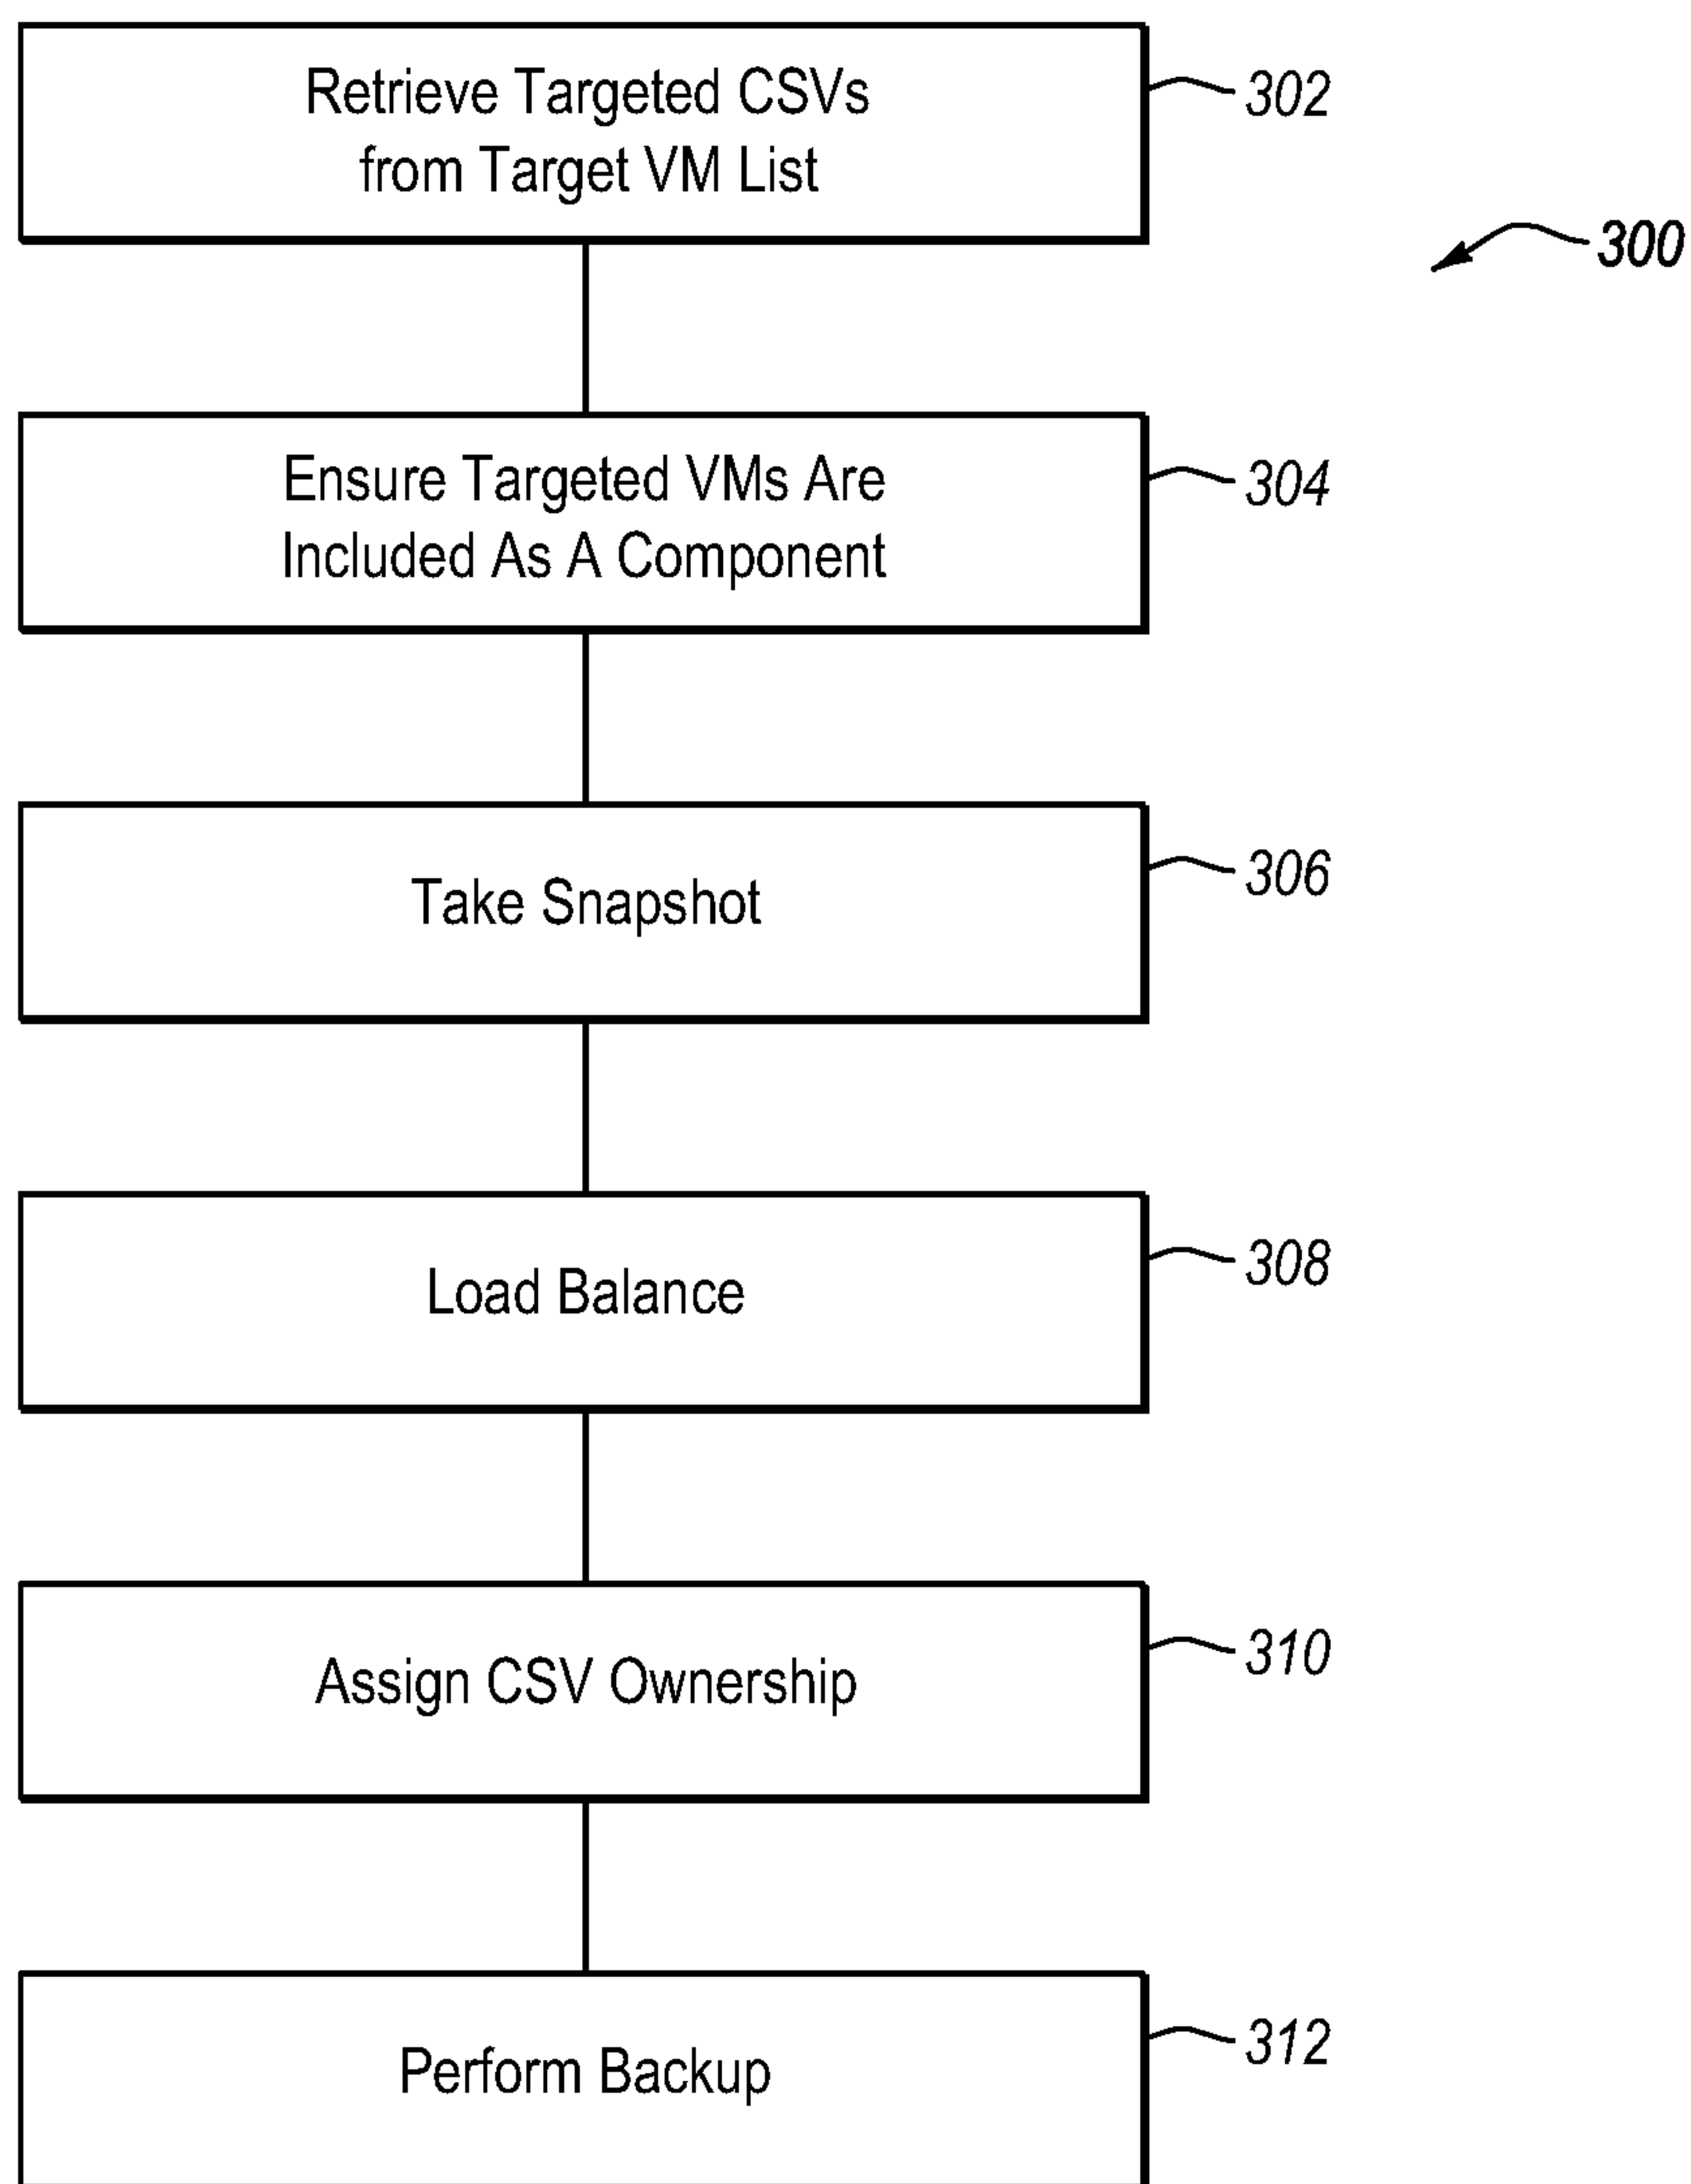 Retrieve Targeted CSVs
from Target VM List
302
300
Ensure Targeted VMs Are
Included As A Component
304
Take Snapshot
306
Load Balance
308
Assign CSV Ownership
310
Perform Backup
312